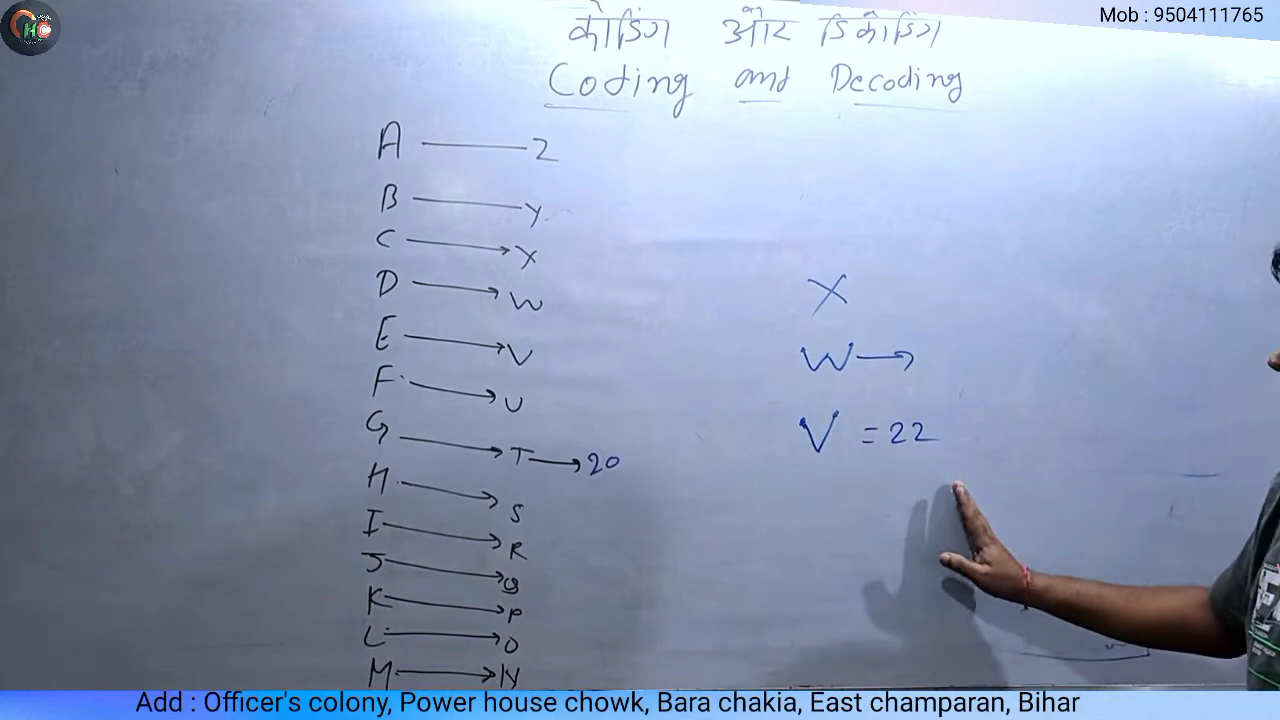 HC
Mob : 9504111765
कोडिंग और डिकोडिंग
Coding and Decoding
A — Z
B — Y
C → X
D → W
E → V
F → U
G → T → 20
H → S
I → R
J → Q
K → P
L → O
M → N
X
W →
V = 22
Add : Officer's colony, Power house chowk, Bara chakia, East champaran, Bihar